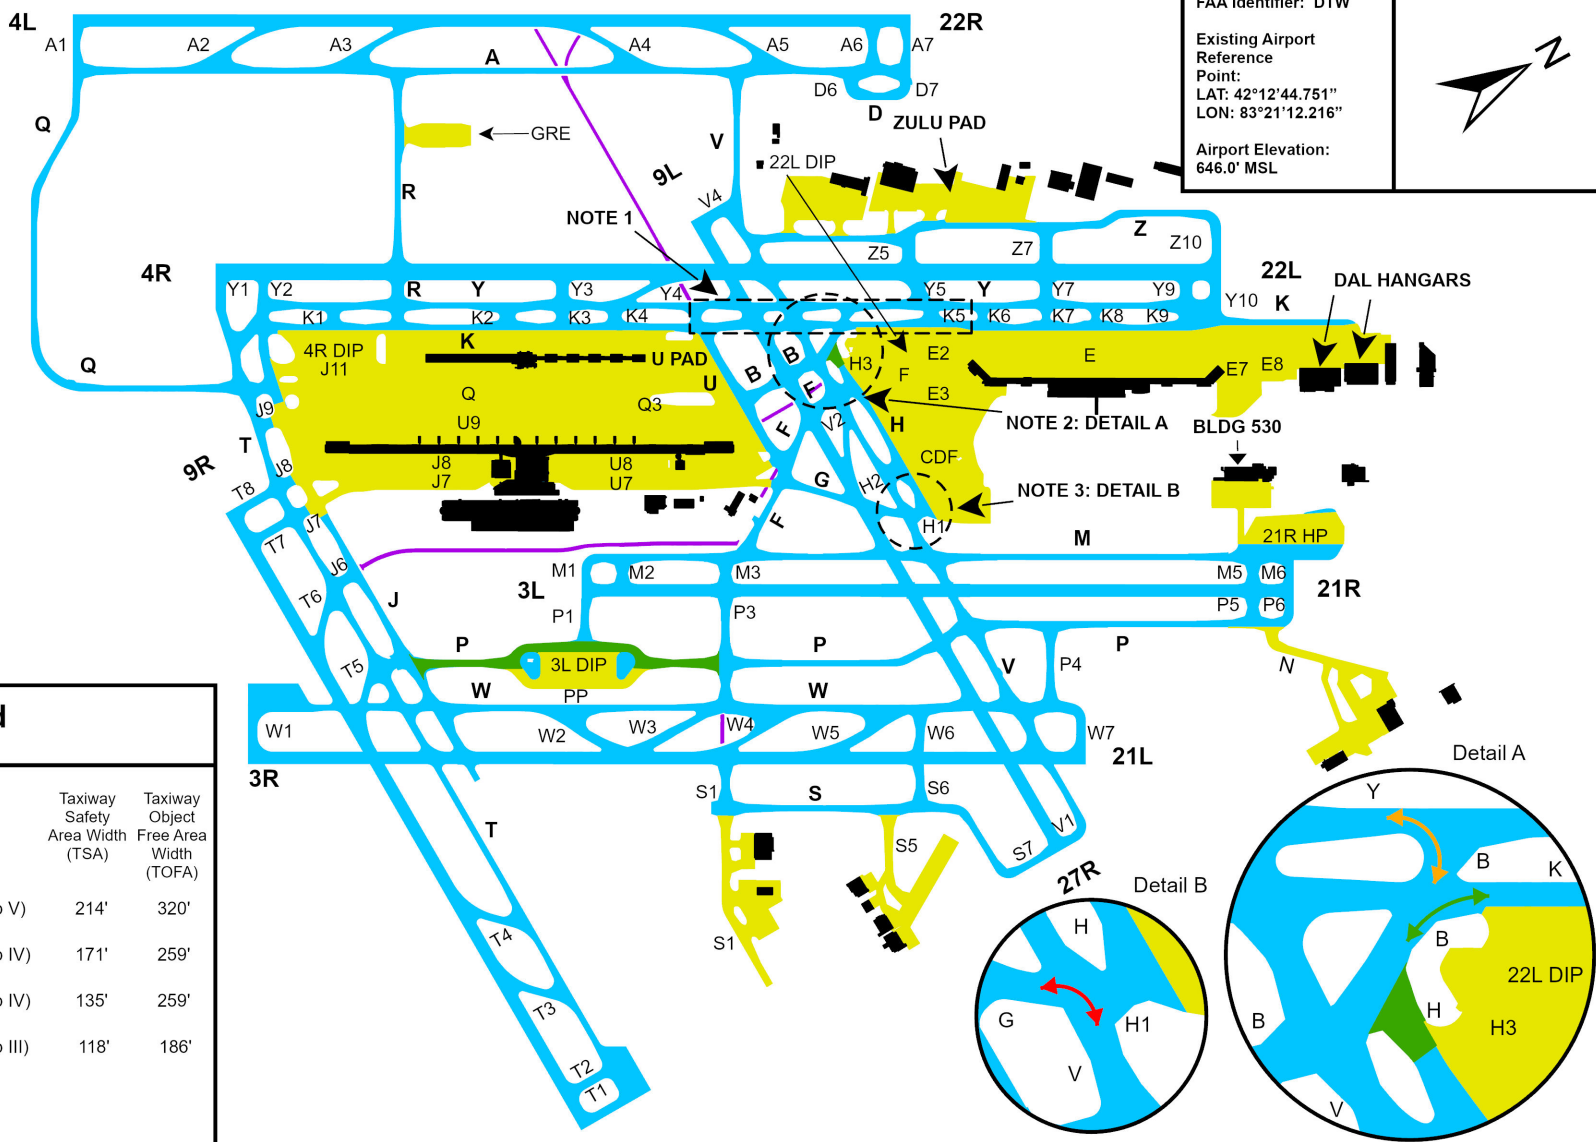 4L
A1
A2
A3
A
A4
A5
A6
A7
22R
FAA Identifier: DTW
Existing Airport
Reference
Point:
LAT: 42°12'44.751”
LON: 83°21'12.216”
Airport Elevation:
646.0' MSL
N
D6
D7
D
Q
GRE
ZULU PAD
V
22L DIP
R
9L
V4
NOTE 1
Z
Z5
Z7
Z10
4R
22L
DAL HANGARS
Y1
Y2
R
Y
Y3
Y4
Y5
Y
Y7
Y9
Y10
K
K1
K2
K3
K4
K5
K6
K7
K8
K9
K
4R DIP
J11
U PAD
U
B
B
F
H3
E2
F
E3
E
E7
E8
Q
Q
Q3
U9
J9
T
J8
9R
T8
J8
J7
U8
U7
F
V2
H
NOTE 2: DETAIL A
BLDG 530
CDF
G
H2
NOTE 3: DETAIL B
F
H1
M
21R HP
J7
T7
J6
T6
J
M1
M2
M3
3L
M5
M6
21R
P1
P3
P5
P6
P
3L DIP
P
P
V
P4
N
T5
W
PP
W
W1
W2
W3
W4
W5
W6
W7
3R
21L
d
Taxiway
Safety
Area Width
(TSA)
Taxiway
Object
Free Area
Width
(TOFA)
V) 214' 320'
IV) 171' 259'
IV) 135' 259'
III) 118' 186'
T
S1
S
S6
S5
S7
V1
27R
S1
T4
T3
T2
T1
Detail B
H
G
H1
V
Detail A
Y
B
K
B
22L DIP
H
H3
B
V